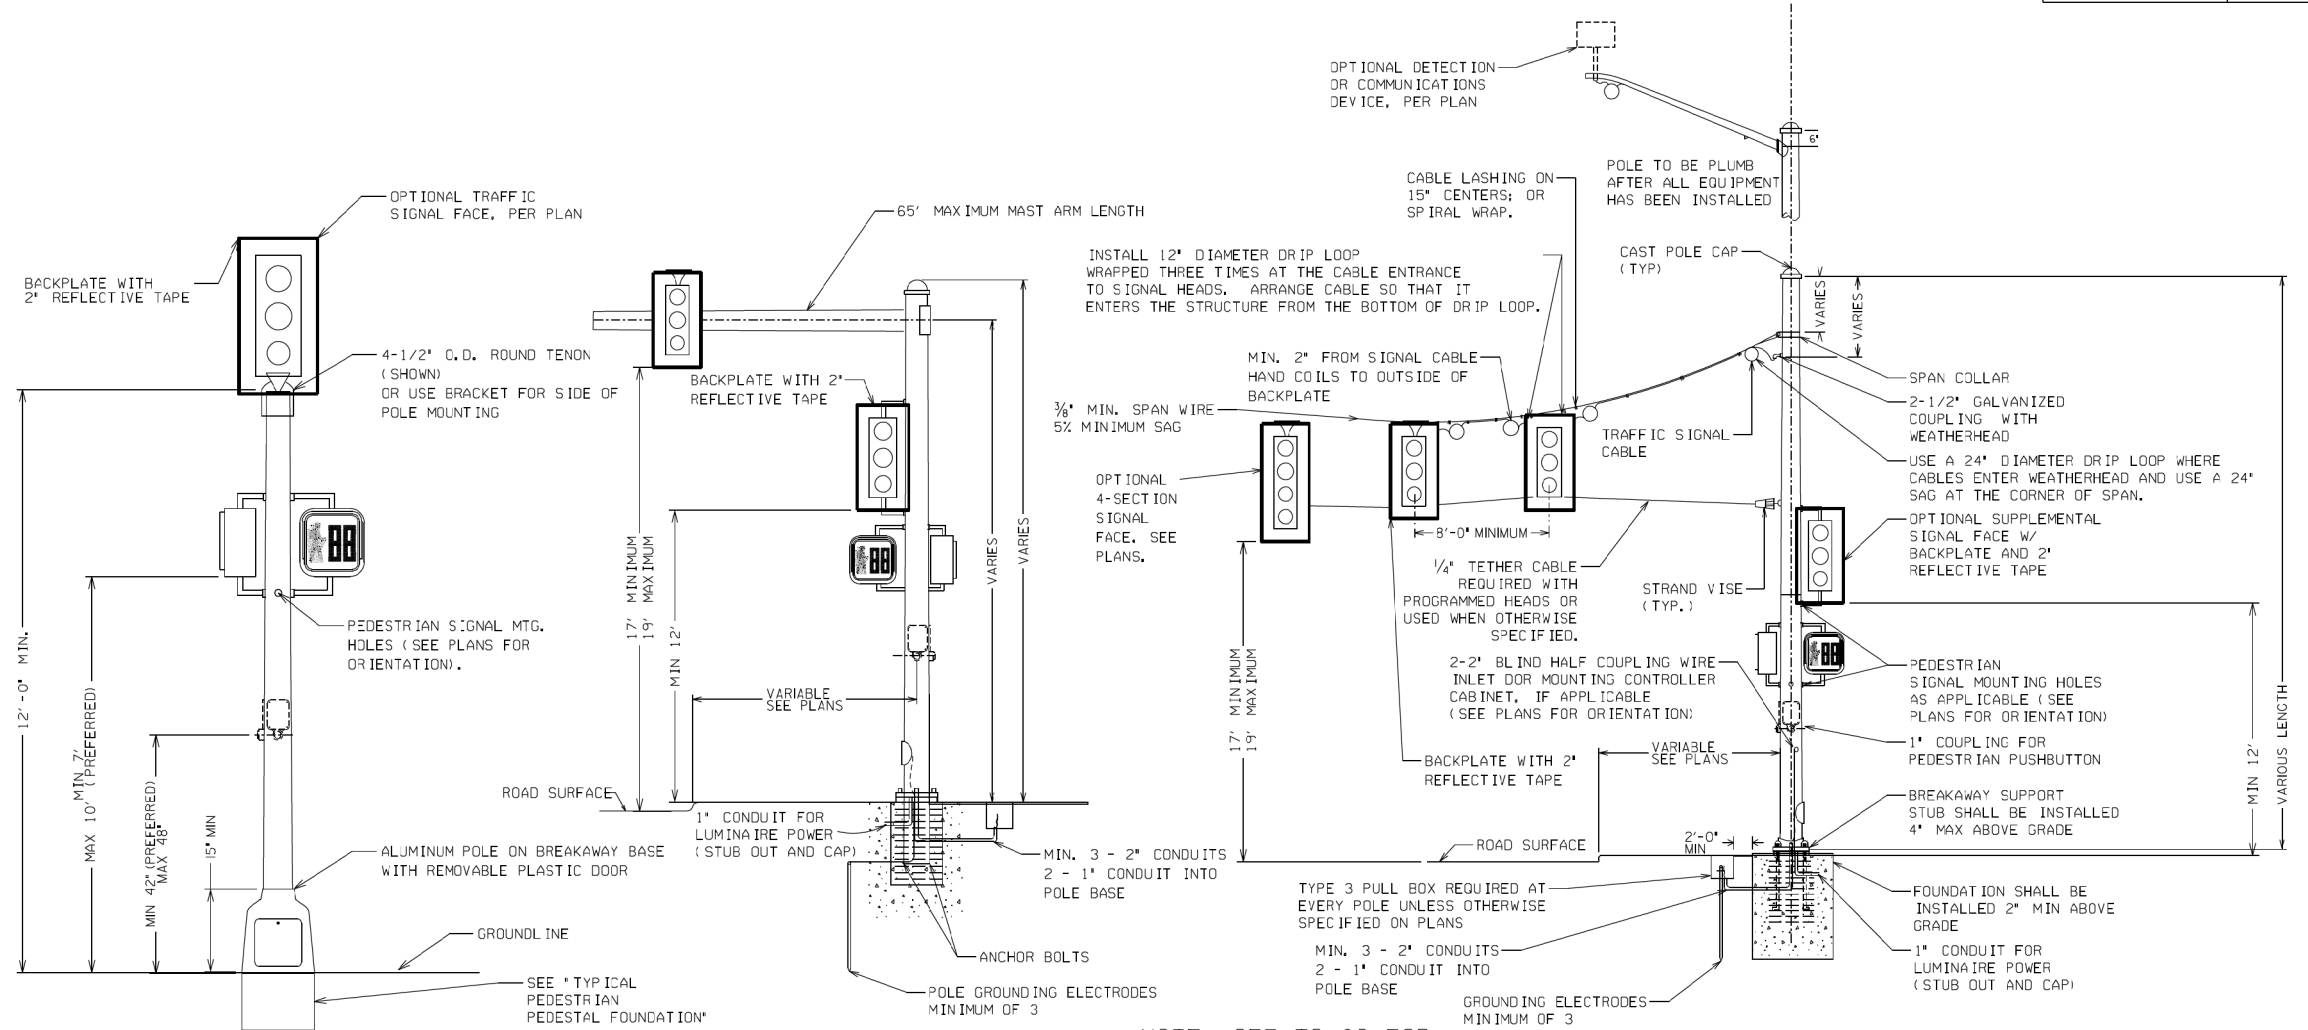 OPTIONAL TRAFFIC
SIGNAL FACE, PER PLAN
BACKPLATE WITH
2" REFLECTIVE TAPE
4-1/2" O.D. ROUND TENON
(SHOWN)
OR USE BRACKET FOR SIDE OF
POLE MOUNTING
88
PEDESTRIAN SIGNAL MTG.
HOLES (SEE PLANS FOR
ORIENTATION).
12'-0" MIN.
MIN 7'
MAX 10' (PREFERRED)
MIN 42"(PREFERRED)
MAX 48"
15" MIN
ALUMINUM POLE ON BREAKAWAY BASE
WITH REMOVABLE PLASTIC DOOR
GROUNDLINE
SEE "TYPICAL
PEDESTRIAN
PEDESTAL FOUNDATION"
65' MAXIMUM MAST ARM LENGTH
BACKPLATE WITH 2"
REFLECTIVE TAPE
88
17' MINIMUM
19' MAXIMUM
MIN 12'
VARIES
VARIES
VARIABLE
SEE PLANS
ROAD SURFACE
1" CONDUIT FOR
LUMINAIRE POWER
(STUB OUT AND CAP)
MIN. 3 - 2" CONDUITS
2 - 1" CONDUIT INTO
POLE BASE
ANCHOR BOLTS
POLE GROUNDING ELECTRODES
MINIMUM OF 3
OPTIONAL DETECTION
OR COMMUNICATIONS
DEVICE, PER PLAN
6"
POLE TO BE PLUMB
AFTER ALL EQUIPMENT
HAS BEEN INSTALLED
CABLE LASHING ON
15" CENTERS; OR
SPIRAL WRAP.
INSTALL 12" DIAMETER DRIP LOOP
WRAPPED THREE TIMES AT THE CABLE ENTRANCE
TO SIGNAL HEADS. ARRANGE CABLE SO THAT IT
ENTERS THE STRUCTURE FROM THE BOTTOM OF DRIP LOOP.
CAST POLE CAP
(TYP)
VARIES
VARIES
MIN. 2" FROM SIGNAL CABLE
HAND COILS TO OUTSIDE OF
BACKPLATE
⅜" MIN. SPAN WIRE
5% MINIMUM SAG
TRAFFIC SIGNAL
CABLE
SPAN COLLAR
2-1/2" GALVANIZED
COUPLING WITH
WEATHERHEAD
USE A 24" DIAMETER DRIP LOOP WHERE
CABLES ENTER WEATHERHEAD AND USE A 24"
SAG AT THE CORNER OF SPAN.
OPTIONAL
4-SECTION
SIGNAL
FACE. SEE
PLANS.
8'-0" MINIMUM
¼" TETHER CABLE
REQUIRED WITH
PROGRAMMED HEADS OR
USED WHEN OTHERWISE
SPECIFIED.
STRAND VISE
(TYP.)
OPTIONAL SUPPLEMENTAL
SIGNAL FACE W/
BACKPLATE AND 2"
REFLECTIVE TAPE
88
2-2" BLIND HALF COUPLING WIRE
INLET DOR MOUNTING CONTROLLER
CABINET, IF APPLICABLE
(SEE PLANS FOR ORIENTATION)
PEDESTRIAN
SIGNAL MOUNTING HOLES
AS APPLICABLE (SEE
PLANS FOR ORIENTATION)
1" COUPLING FOR
PEDESTRIAN PUSHBUTTON
17' MINIMUM
19' MAXIMUM
BACKPLATE WITH 2"
REFLECTIVE TAPE
VARIABLE
SEE PLANS
BREAKAWAY SUPPORT
STUB SHALL BE INSTALLED
4" MAX ABOVE GRADE
MIN 12'
VARIOUS LENGTH
ROAD SURFACE
2'-0"
MIN
TYPE 3 PULL BOX REQUIRED AT
EVERY POLE UNLESS OTHERWISE
SPECIFIED ON PLANS
FOUNDATION SHALL BE
INSTALLED 2" MIN ABOVE
GRADE
MIN. 3 - 2" CONDUITS
2 - 1" CONDUIT INTO
POLE BASE
1" CONDUIT FOR
LUMINAIRE POWER
(STUB OUT AND CAP)
GROUNDING ELECTRODES
MINIMUM OF 3